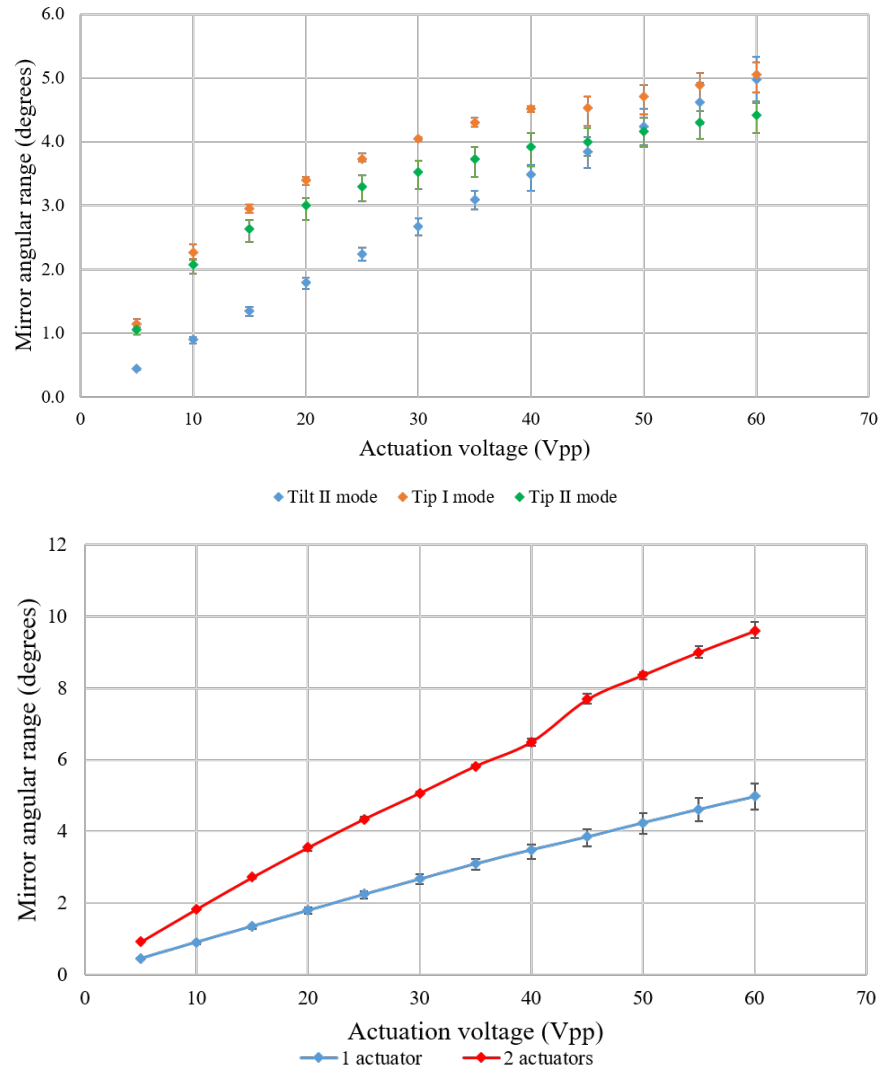 Mirror angular range (degrees)
6.0
5.0
4.0
3.0
2.0
1.0
0.0
0 10 20 30 40 50 60 70
Actuation voltage (Vpp)
Tilt II mode Tip I mode Tip II mode
Mirror angular range (degrees)
12
10
8
6
4
2
0
0 10 20 30 40 50 60 70
Actuation voltage (Vpp)
1 actuator 2 actuators